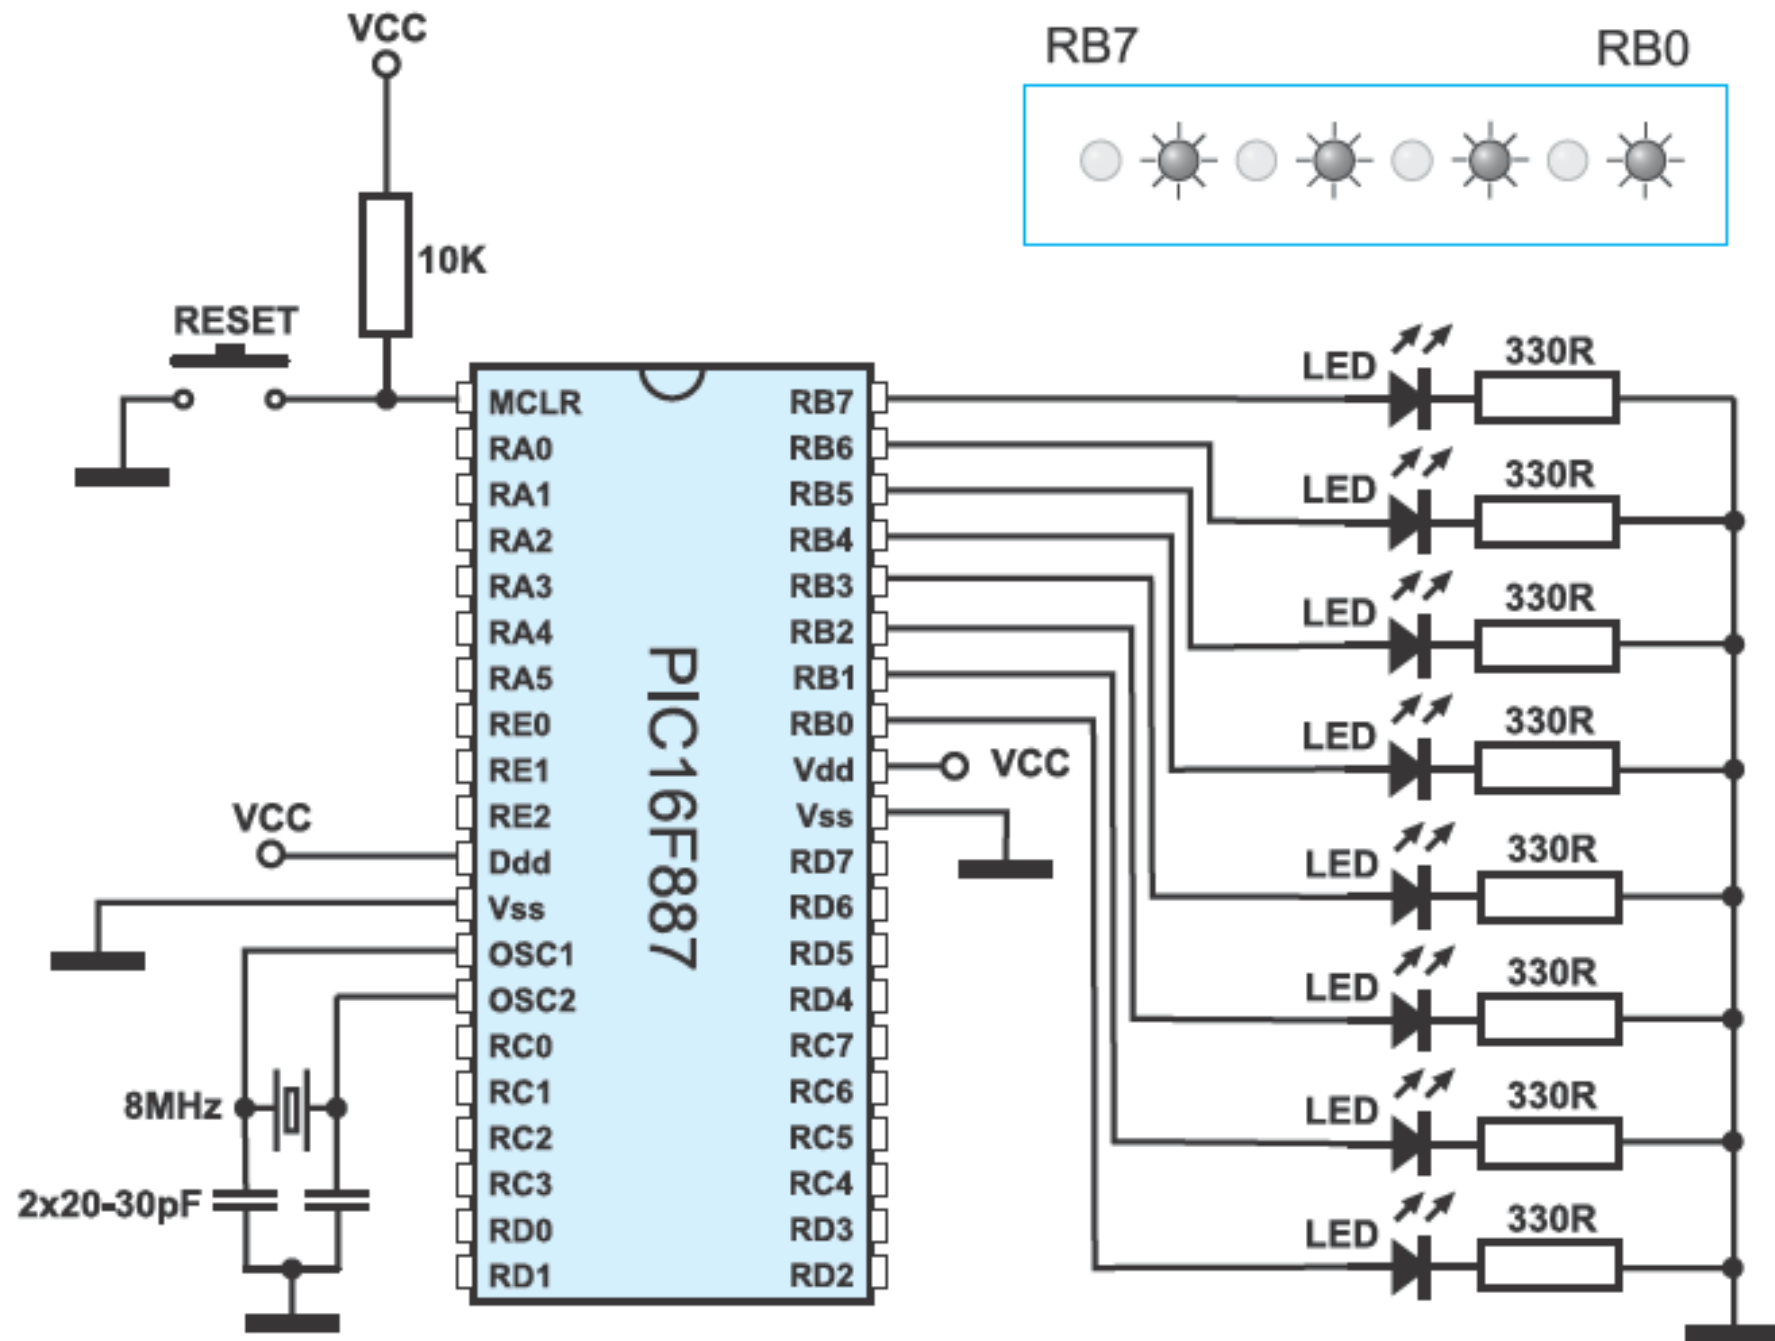 VCC
RB7
RB0
10K
RESET
MCLR
RA0
RA1
RA2
RA3
RA4
RA5
RE0
RE1
RE2
Ddd
Vss
OSC1
OSC2
RC0
RC1
RC2
RC3
RD0
RD1
PIC16F887
RB7
RB6
RB5
RB4
RB3
RB2
RB1
RB0
Vdd
Vss
RD7
RD6
RD5
RD4
RC7
RC6
RC5
RC4
RD3
RD2
VCC
VCC
8MHz
2x20-30pF
LED 330R
LED 330R
LED 330R
LED 330R
LED 330R
LED 330R
LED 330R
LED 330R